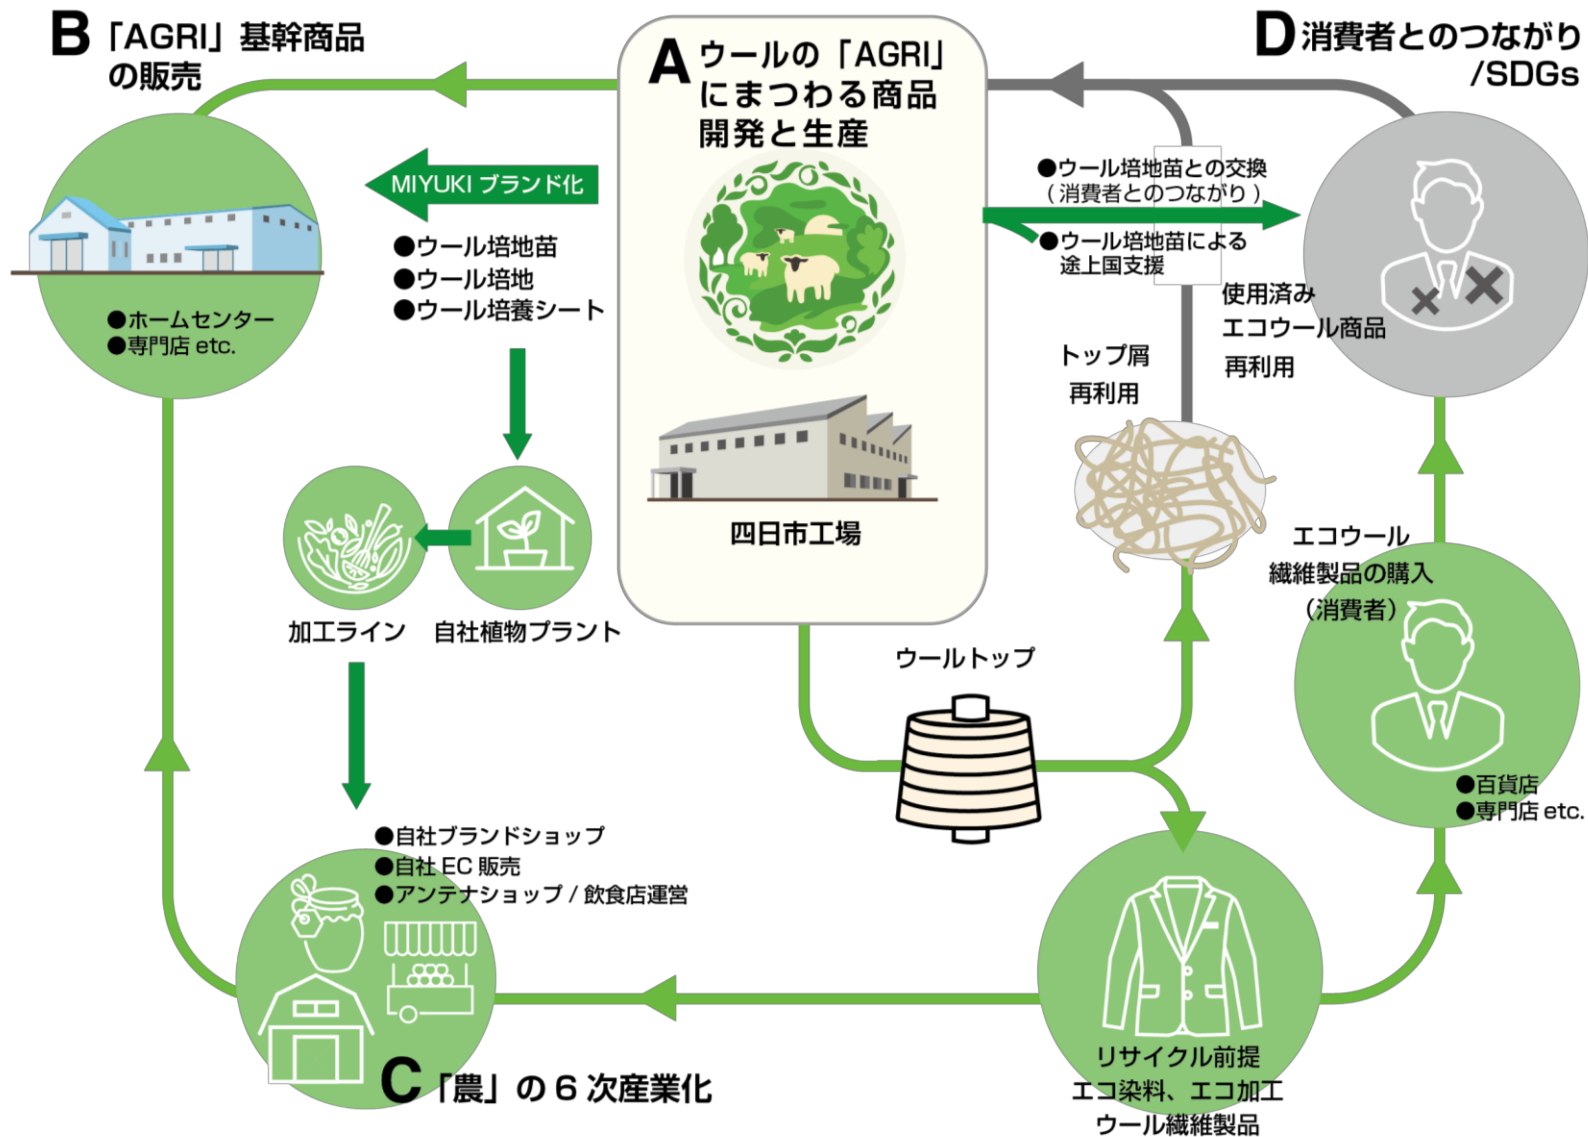 B 「AGRI」基幹商品
の販売
A ウールの「AGRI」
にまつわる商品
開発と生産
D 消費者とのつながり
/SDGs
MIYUKI ブランド化
●ウール培地苗
●ウール培地
●ウール培養シート
●ホームセンター
●専門店 etc.
●ウール培地苗との交換
(消費者とのつながり)
●ウール培地苗による
途上国支援
使用済み
エコウール商品
再利用
トップ屑
再利用
四日市工場
加工ライン
自社植物プラント
ウールトップ
エコウール
繊維製品の購入
（消費者）
●百貨店
●専門店 etc.
●自社ブランドショップ
●自社 EC 販売
●アンテナショップ / 飲食店運営
C 「農」の 6 次産業化
リサイクル前提
エコ染料、エコ加工
ウール繊維製品